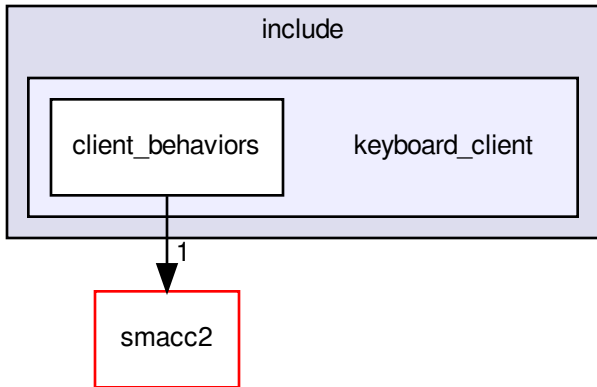 include
client_behaviors
keyboard_client
1
smacc2